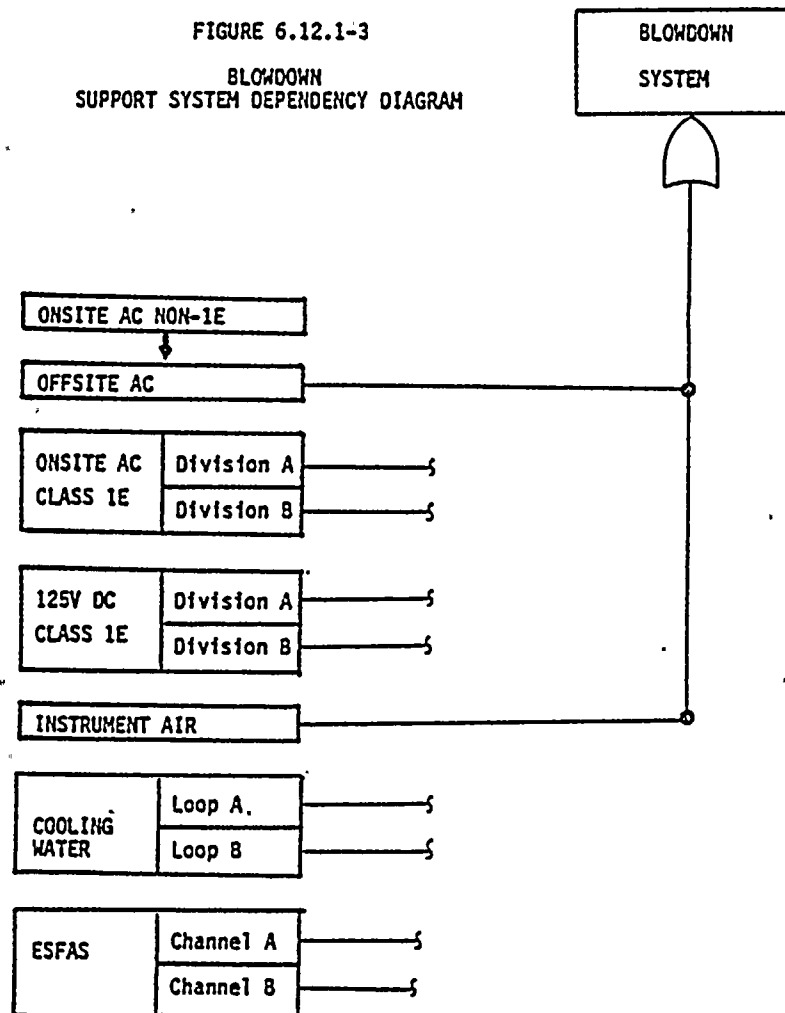 FIGURE 6.12.1-3
BLOWDOWN
SUPPORT SYSTEM DEPENDENCY DIAGRAM
BLOWDOWN
SYSTEM
ONSITE AC NON-1E
OFFSITE AC
ONSITE AC
CLASS 1E
Division A
Division B
125V DC
CLASS 1E
Division A
Division B
INSTRUMENT AIR
COOLING
WATER
Loop A
Loop B
ESFAS
Channel A
Channel B